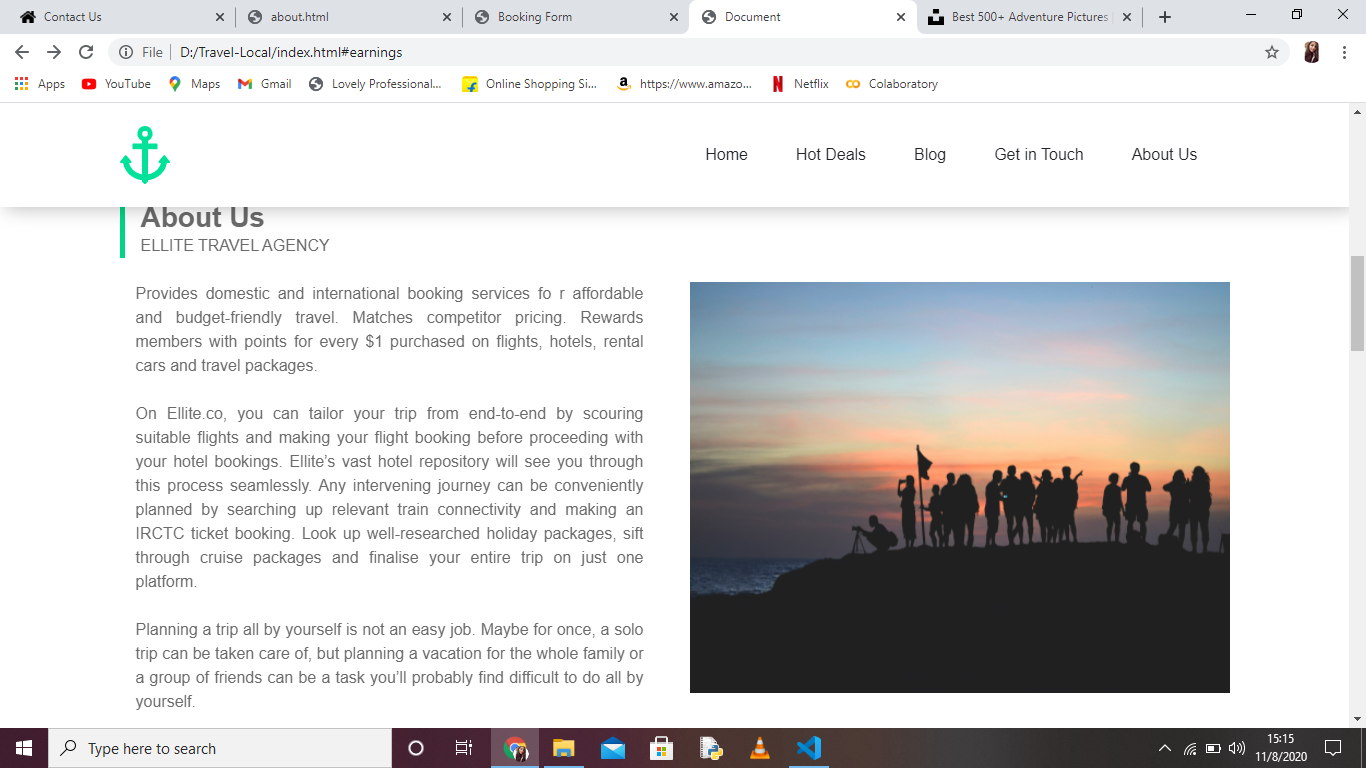 Contact Us
about.html
Booking Form
Document
Best 500+ Adventure Pictures
File
D:/Travel-Local/index.html#earnings
Apps
YouTube
Maps
Gmail
Lovely Professional...
Online Shopping Si...
https://www.amazo...
Netflix
Colaboratory
Home
Hot Deals
Blog
Get in Touch
About Us
About Us
ELLITE TRAVEL AGENCY
Provides domestic and international booking services fo r affordable
and budget-friendly travel. Matches competitor pricing. Rewards
members with points for every $1 purchased on flights, hotels, rental
cars and travel packages.
On Ellite.co, you can tailor your trip from end-to-end by scouring
suitable flights and making your flight booking before proceeding with
your hotel bookings. Ellite’s vast hotel repository will see you through
this process seamlessly. Any intervening journey can be conveniently
planned by searching up relevant train connectivity and making an
IRCTC ticket booking. Look up well-researched holiday packages, sift
through cruise packages and finalise your entire trip on just one
platform.
Planning a trip all by yourself is not an easy job. Maybe for once, a solo
trip can be taken care of, but planning a vacation for the whole family or
a group of friends can be a task you’ll probably find difficult to do all by
yourself.
Type here to search
15:15
11/8/2020